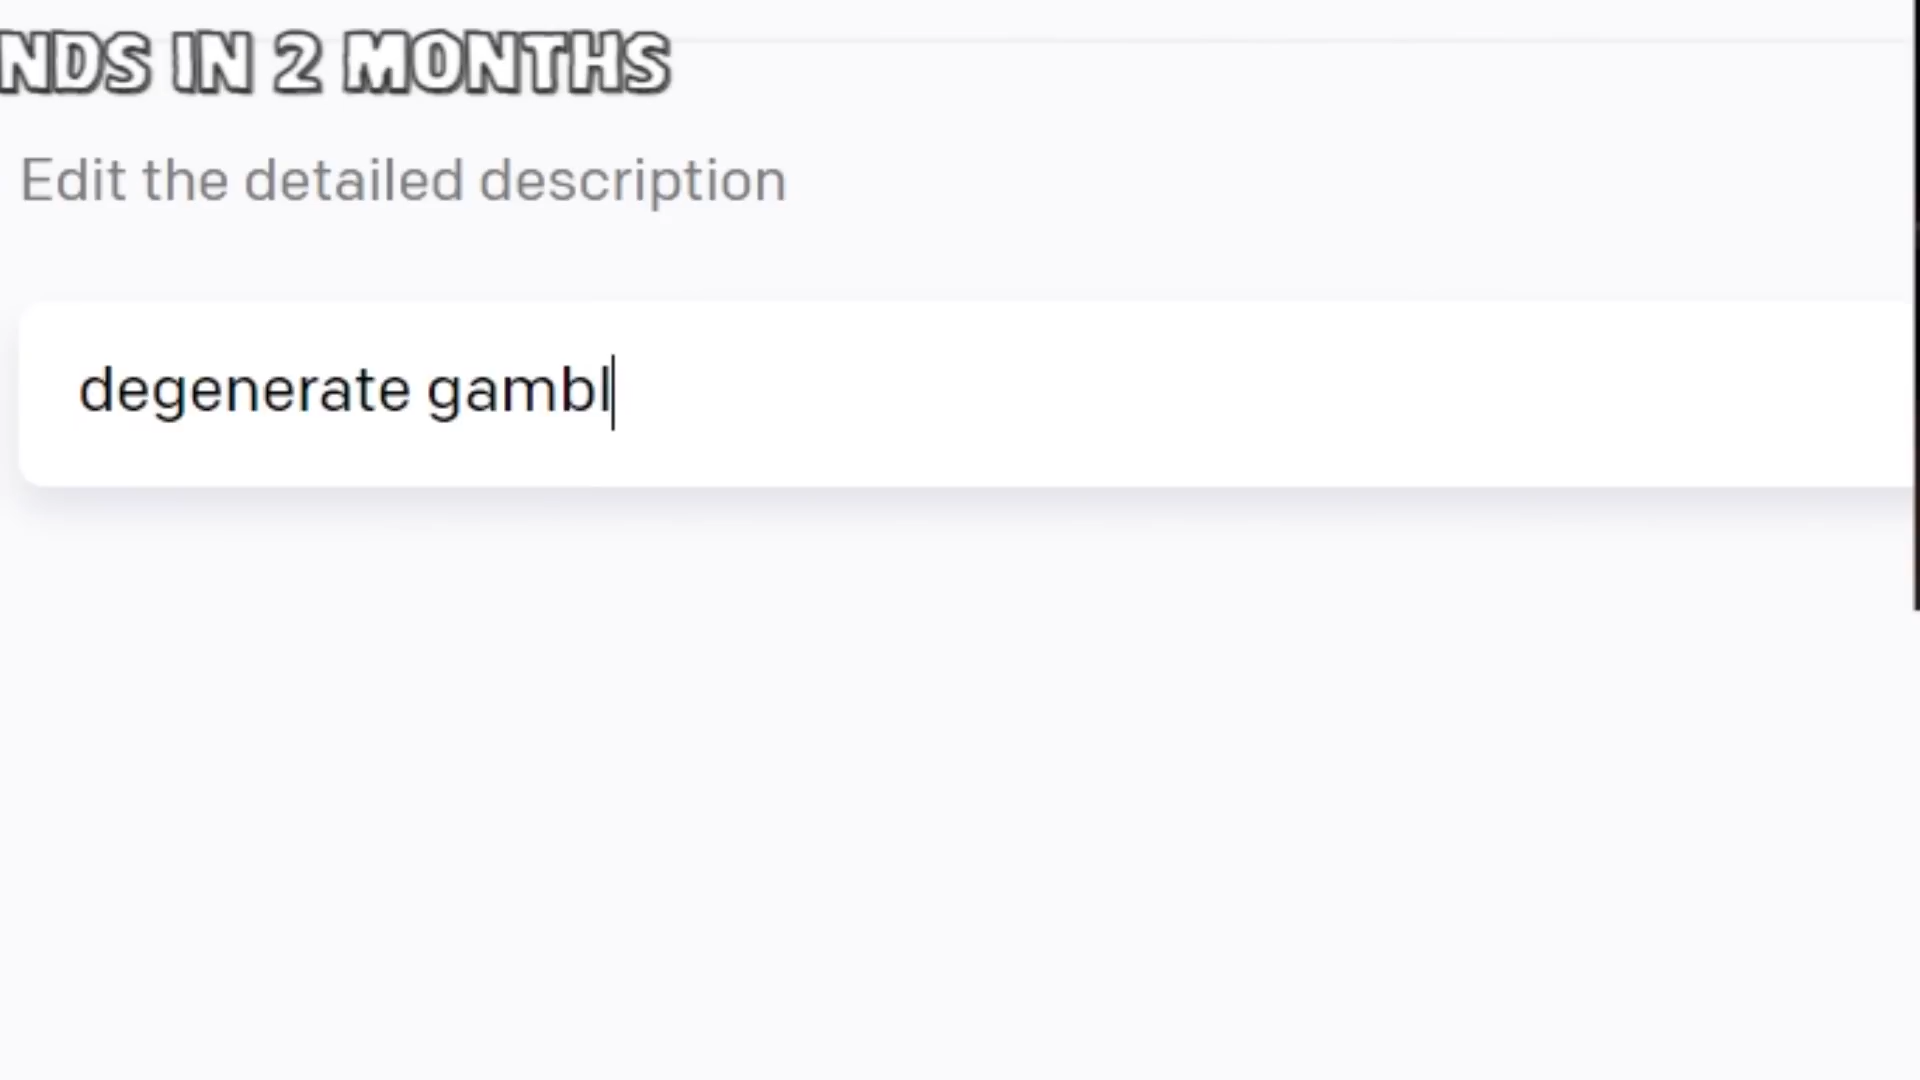 NDS IN 2 MONTHS
Edit the detailed description
degenerate gambl